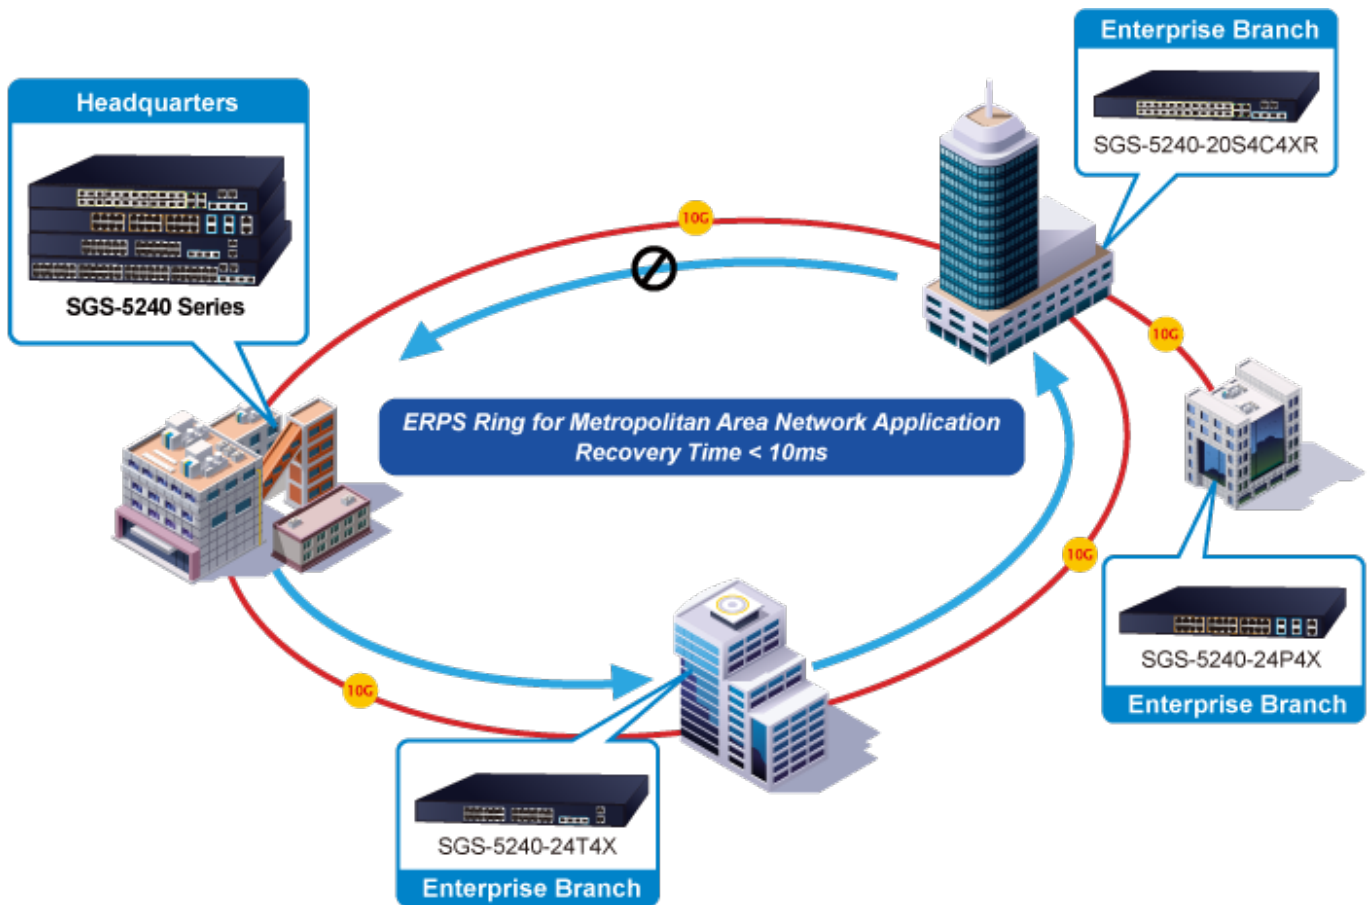 Enterprise Branch
SGS-5240-20S4C4XR
Headquarters
SGS-5240 Series
10G
10G
ERPS Ring for Metropolitan Area Network Application
Recovery Time < 10ms
10G
SGS-5240-24P4X
Enterprise Branch
10G
SGS-5240-24T4X
Enterprise Branch